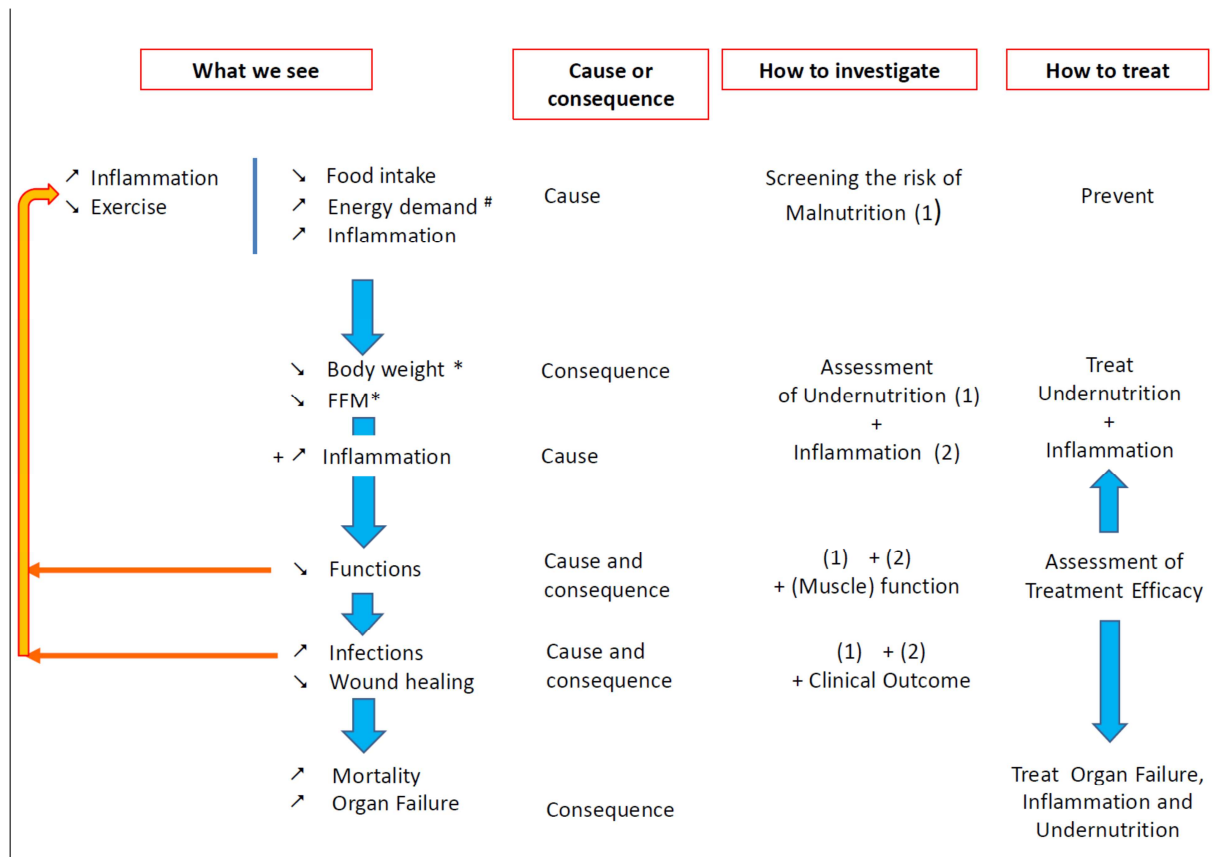 What we see
Cause or
consequence
How to investigate
How to treat
↗ Inflammation
↘ Exercise
↘ Food intake
↗ Energy demand #
↗ Inflammation
Cause
Screening the risk of
Malnutrition (1)
Prevent
↘ Body weight *
↘ FFM*
Consequence
Assessment
of Undernutrition (1)
+
Inflammation (2)
Treat
Undernutrition
+
Inflammation
+ ↗ Inflammation
Cause
↘ Functions
Cause and
consequence
(1) + (2)
+ (Muscle) function
Assessment of
Treatment Efficacy
↗ Infections
↘ Wound healing
Cause and
consequence
(1) + (2)
+ Clinical Outcome
↗ Mortality
↗ Organ Failure
Consequence
Treat Organ Failure,
Inflammation and
Undernutrition